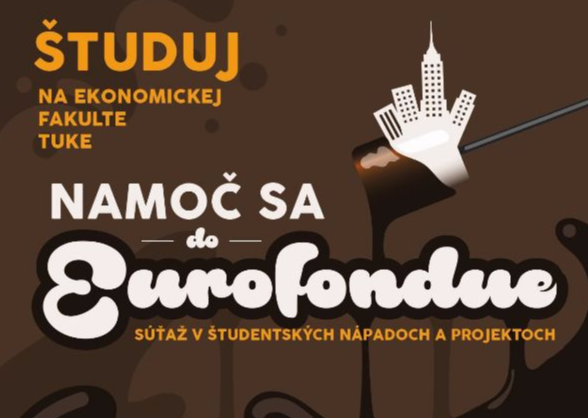 ŠTUDUJ
NA EKONOMICKEJ
FAKULTE
TUKE
NAMOČ SA
do
Eurofondue
SÚŤAŽ V ŠTUDENTSKÝCH NÁPADOCH A PROJEKTOCH